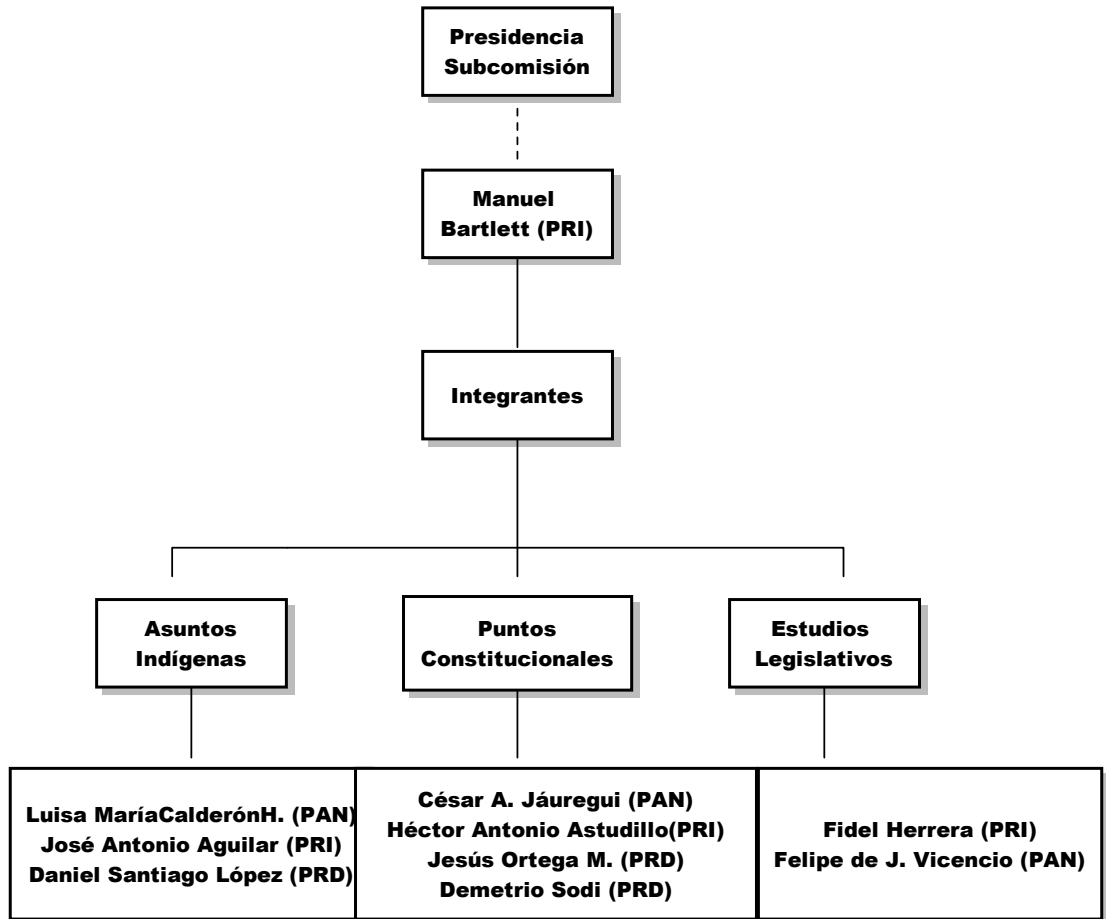 Presidencia
Subcomisión
Manuel
Bartlett (PRI)
Integrantes
Asuntos
Indígenas
Puntos
Constitucionales
Estudios
Legislativos
Luisa MaríaCalderónH. (PAN)
José Antonio Aguilar (PRI)
Daniel Santiago López (PRD)
César A. Jáuregui (PAN)
Héctor Antonio Astudillo(PRI)
Jesús Ortega M. (PRD)
Demetrio Sodi (PRD)
Fidel Herrera (PRI)
Felipe de J. Vicencio (PAN)